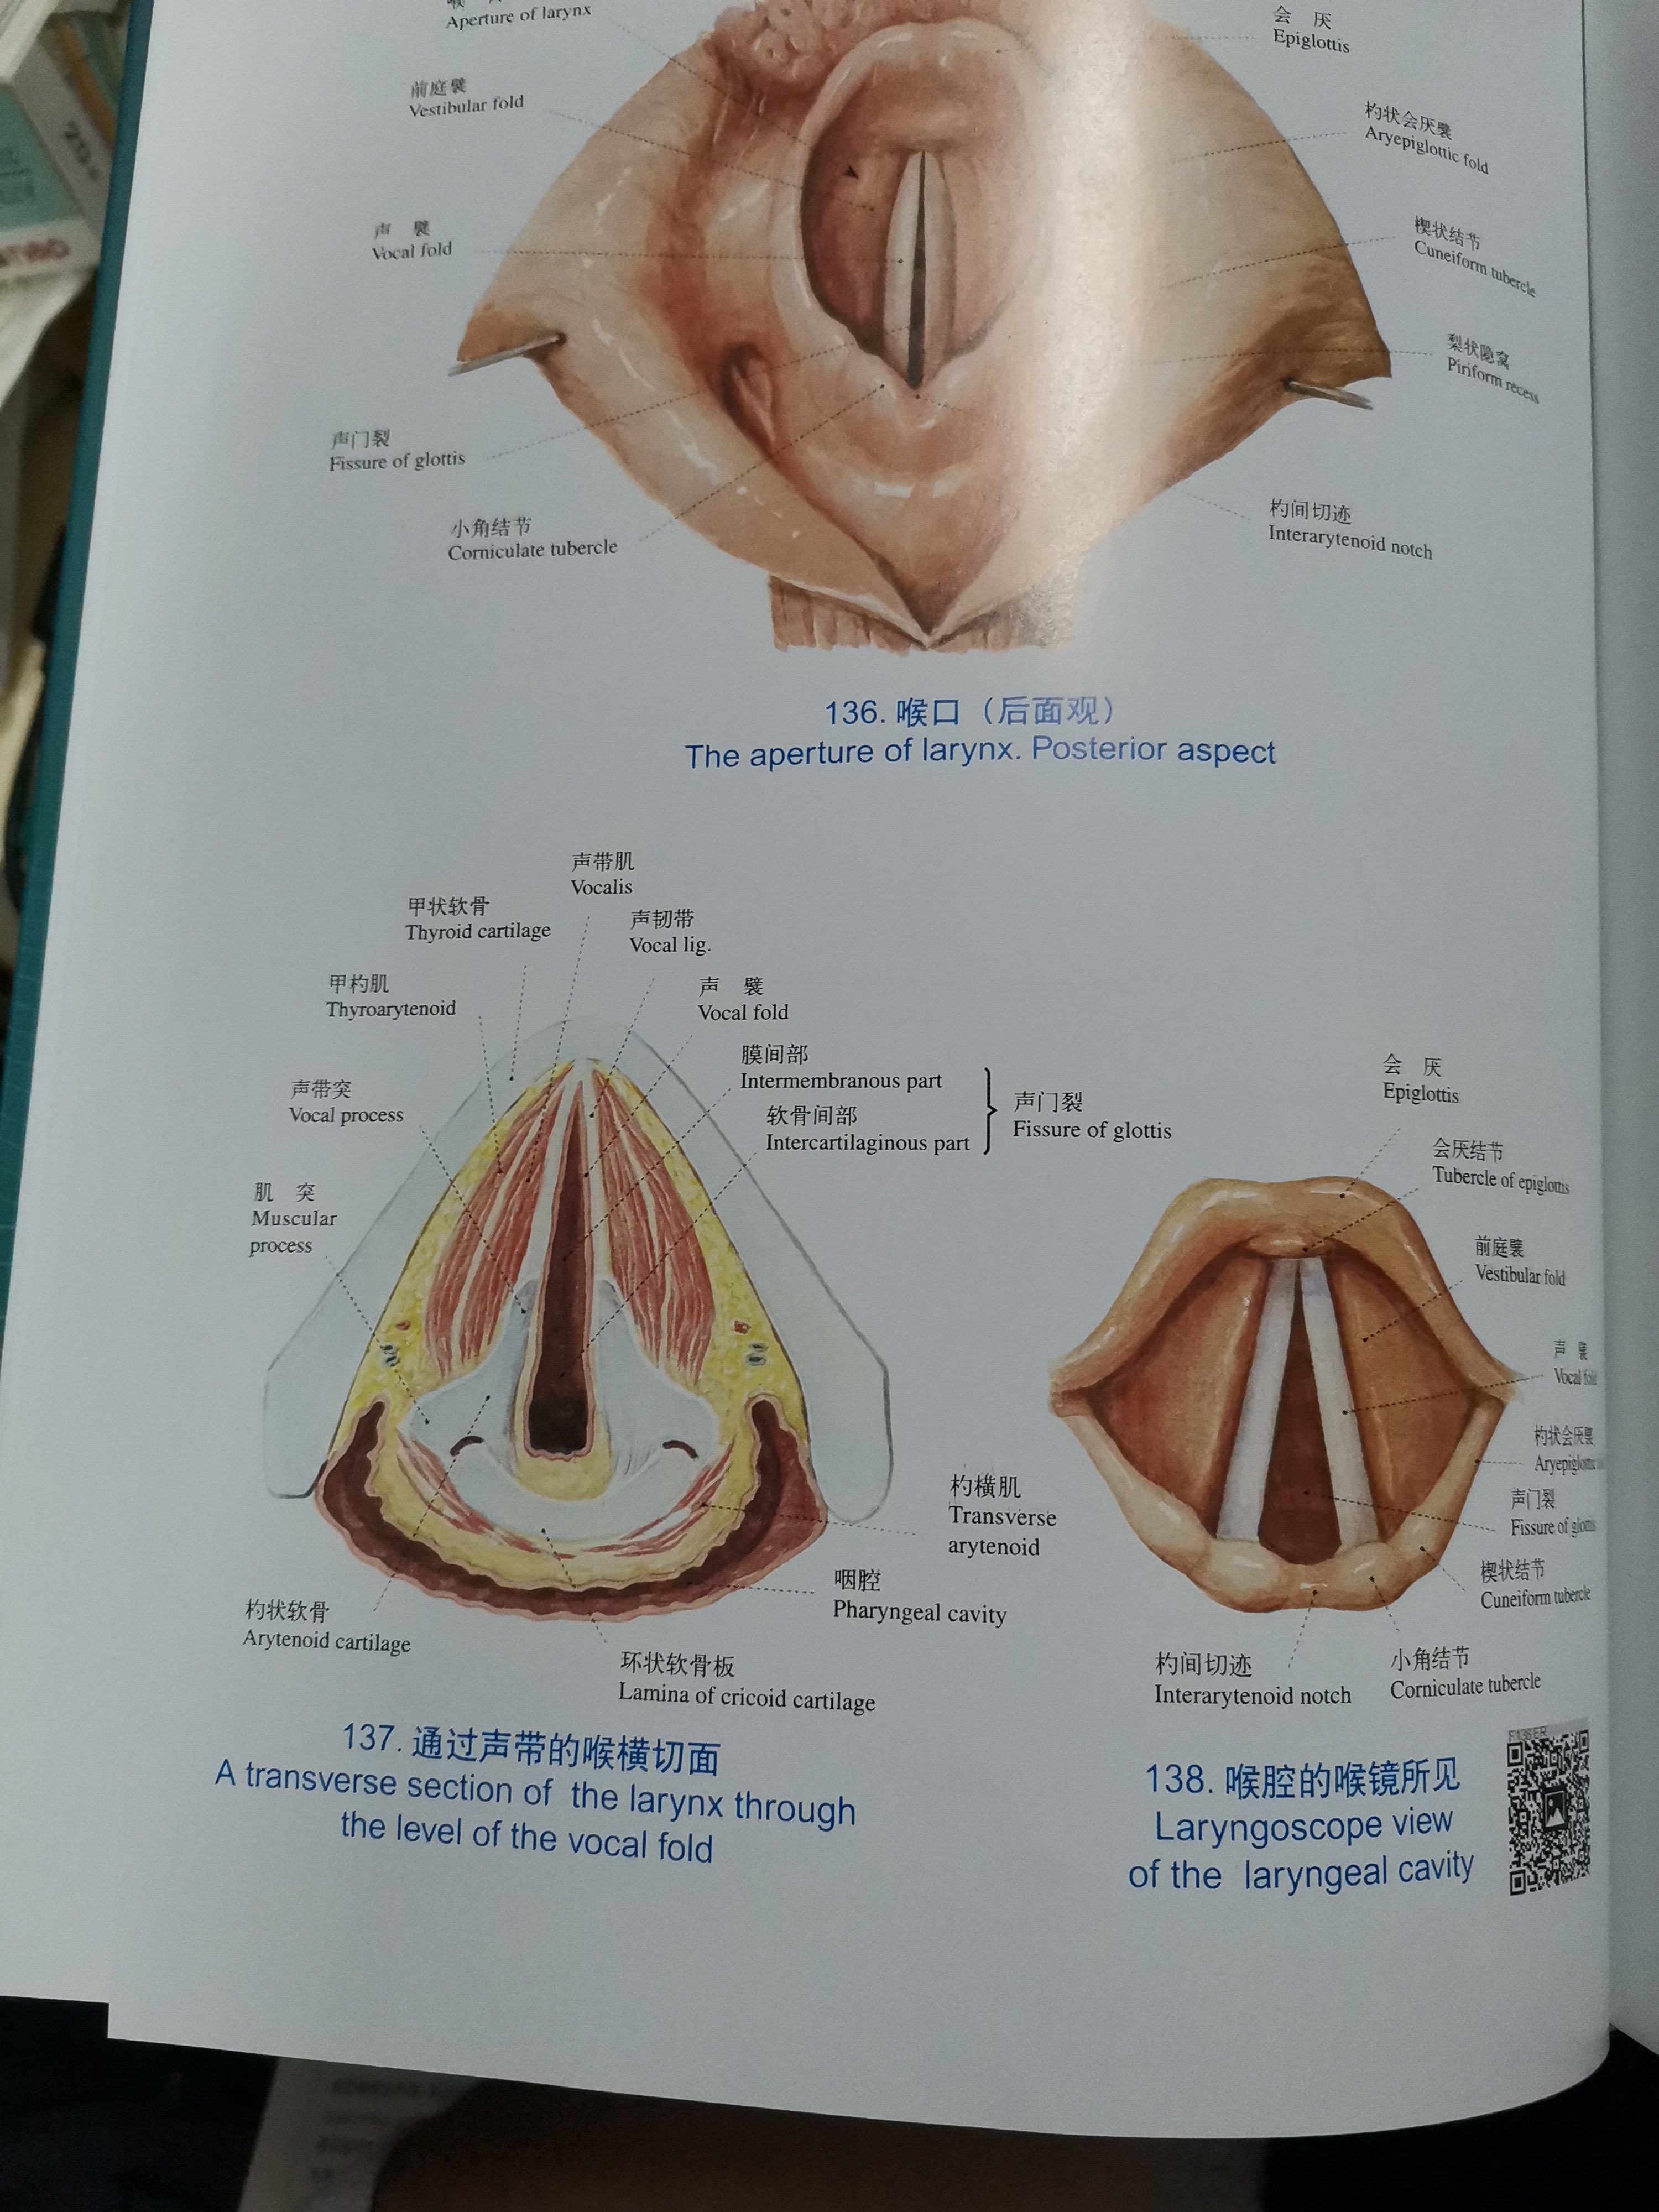 Aperture of larynx
会 厌
Epiglottis
前庭襞
Vestibular fold
杓状会厌襞
Aryepiglottic fold
声 襞
Vocal fold
楔状结节
Cuneiform tubercle
梨状隐窝
Piriform recess
声门裂
Fissure of glottis
小角结节
Corniculate tubercle
杓间切迹
Interarytenoid notch
136. 喉口（后面观）
The aperture of larynx. Posterior aspect
声带肌
Vocalis
甲状软骨
Thyroid cartilage
声韧带
Vocal lig.
甲杓肌
Thyroarytenoid
声 襞
Vocal fold
膜间部
Intermembranous part
软骨间部
Intercartilaginous part
声门裂
Fissure of glottis
声带突
Vocal process
肌 突
Muscular
process
杓横肌
Transverse
arytenoid
咽腔
Pharyngeal cavity
杓状软骨
Arytenoid cartilage
环状软骨板
Lamina of cricoid cartilage
137. 通过声带的喉横切面
A transverse section of the larynx through
the level of the vocal fold
会 厌
Epiglottis
会厌结节
Tubercle of epiglottis
前庭襞
Vestibular fold
声 襞
Vocal fold
杓状会厌襞
Aryepiglottic
声门裂
Fissure of glottis
楔状结节
Cuneiform tubercle
杓间切迹
Interarytenoid notch
小角结节
Corniculate tubercle
138. 喉腔的喉镜所见
Laryngoscope view
of the laryngeal cavity